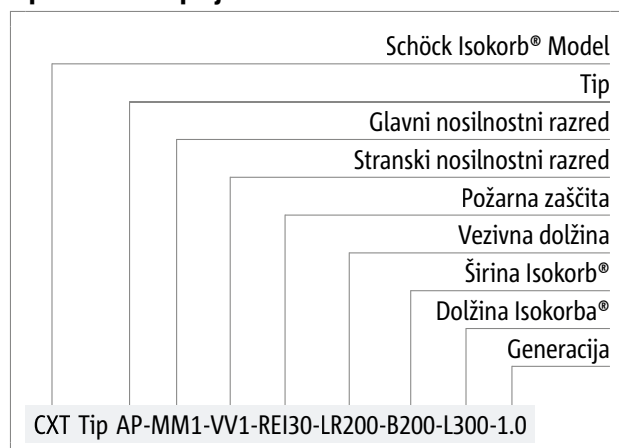 Schöck Isokorb® Model
Tip
Glavni nosilnostni razred
Stranski nosilnostni razred
Požarna zaščita
Vezivna dolžina
Širina Isokorb®
Dolžina Isokorba®
Generacija
CXT Tip AP-MM1-VV1-REI30-LR200-B200-L300-1.0